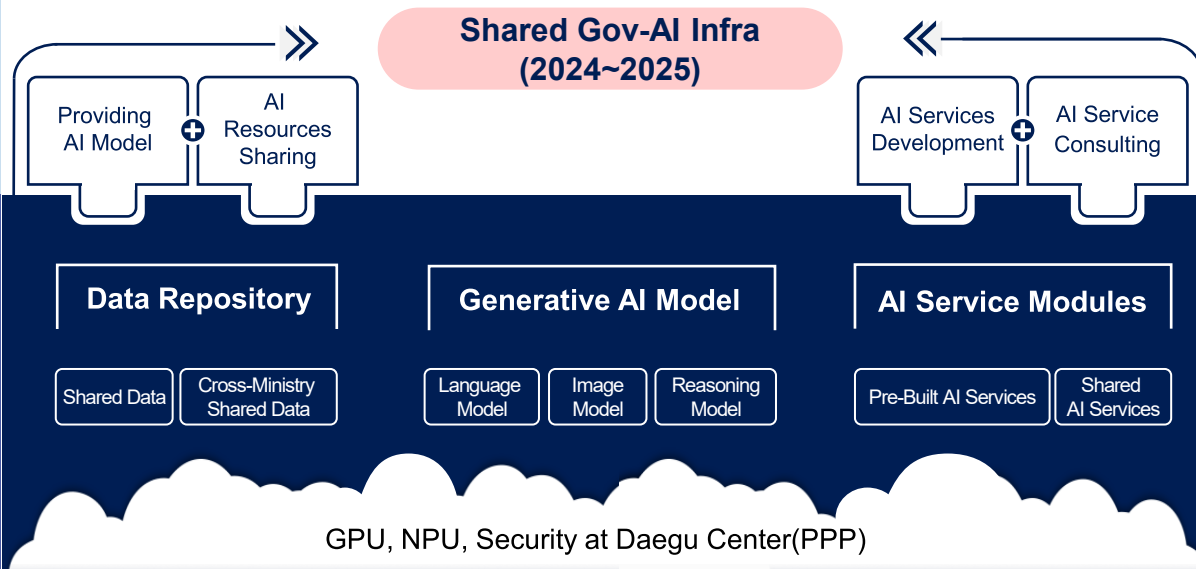 Shared Gov-AI Infra
(2024~2025)
Providing
AI Model
AI
Resources
Sharing
AI Services
Development
AI Service
Consulting
Data Repository
Generative AI Model
AI Service Modules
Shared Data
Cross-Ministry
Shared Data
Language
Model
Image
Model
Reasoning
Model
Pre-Built AI Services
Shared
AI Services
GPU, NPU, Security at Daegu Center(PPP)